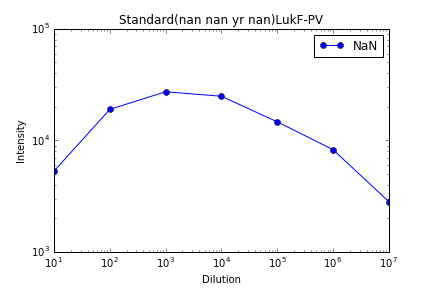 Standard(nan nan yr nan)LukF-PV
NaN
Intensity
10^5
10^4
10^3
10^1 10^2 10^3 10^4 10^5 10^6 10^7
Dilution